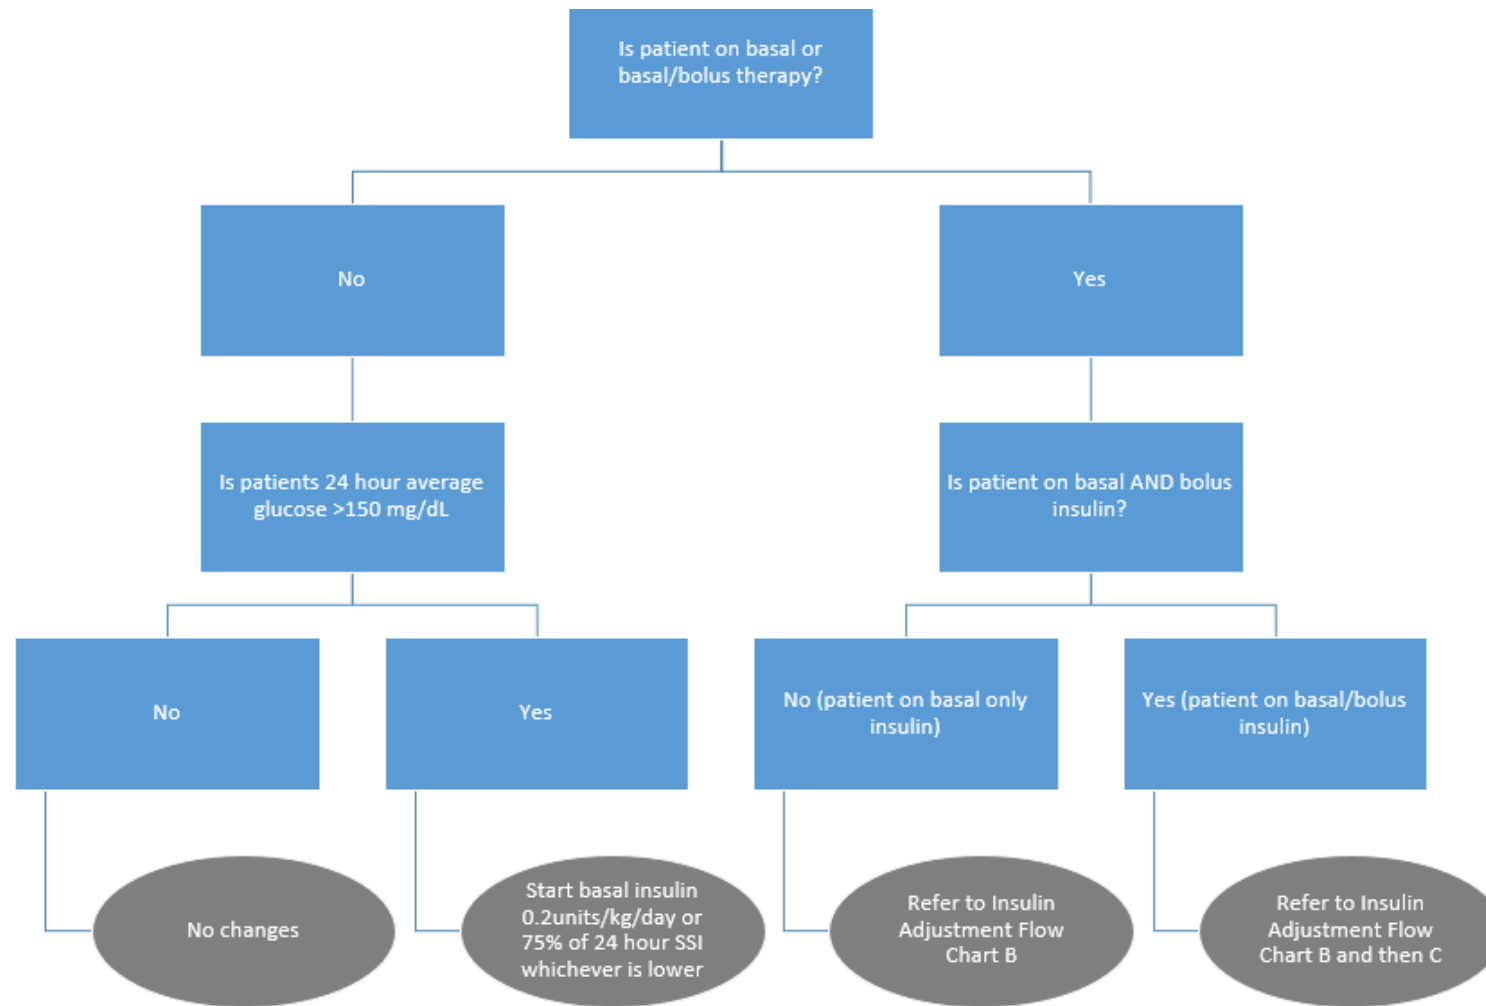 Is patient on basal or
basal/bolus therapy?
No
Yes
Is patients 24 hour average
glucose >150 mg/dL
Is patient on basal AND bolus
insulin?
No
Yes
No (patient on basal only
insulin)
Yes (patient on basal/bolus
insulin)
No changes
Start basal insulin
0.2units/kg/day or
75% of 24 hour SSI
whichever is lower
Refer to Insulin
Adjustment Flow
Chart B
Refer to Insulin
Adjustment Flow
Chart B and then C